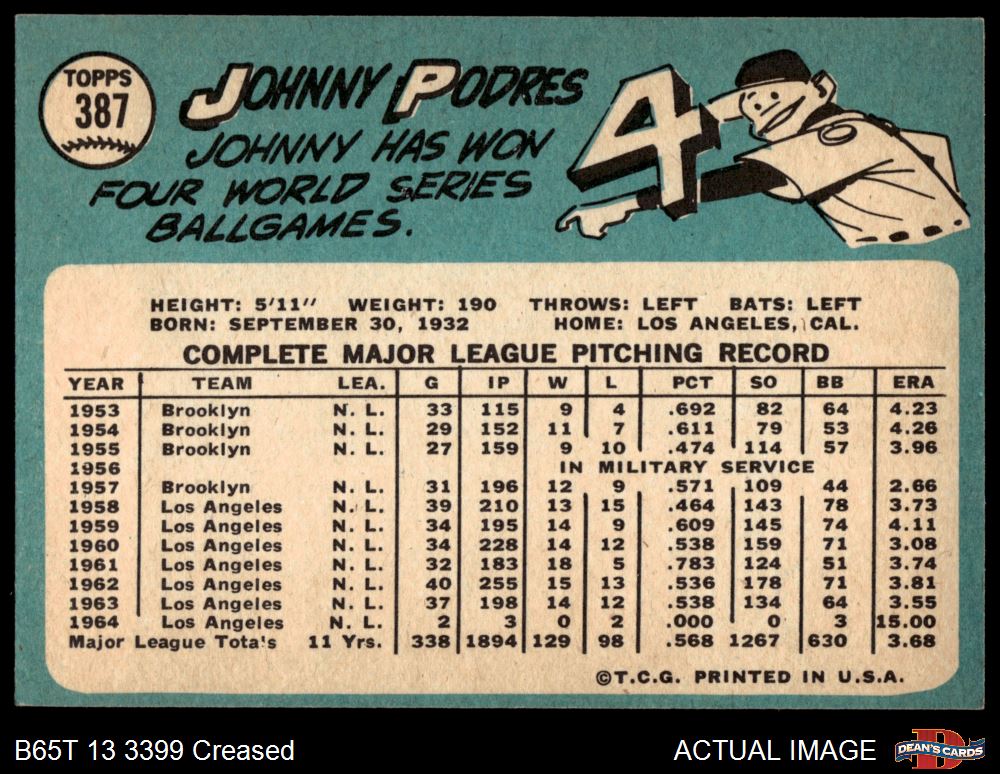 TOPPS
387
JOHNNY PODRES
JOHNNY HAS WON
FOUR WORLD SERIES
BALLGAMES.
4
HEIGHT: 5'11" WEIGHT: 190 THROWS: LEFT BATS: LEFT
BORN: SEPTEMBER 30, 1932 HOME: LOS ANGELES, CAL.
COMPLETE MAJOR LEAGUE PITCHING RECORD
YEAR TEAM LEA. G IP W L PCT SO BB ERA
1953 Brooklyn N. L. 33 115 9 4 .692 82 64 4.23
1954 Brooklyn N. L. 29 152 11 7 .611 79 53 4.26
1955 Brooklyn N. L. 27 159 9 10 .474 114 57 3.96
1956 IN MILITARY SERVICE
1957 Brooklyn N. L. 31 196 12 9 .571 109 44 2.66
1958 Los Angeles N. L. 39 210 13 15 .464 143 78 3.73
1959 Los Angeles N. L. 34 195 14 9 .609 145 74 4.11
1960 Los Angeles N. L. 34 228 14 12 .538 159 71 3.08
1961 Los Angeles N. L. 32 183 18 5 .783 124 51 3.74
1962 Los Angeles N. L. 40 255 15 13 .536 178 71 3.81
1963 Los Angeles N. L. 37 198 14 12 .538 134 64 3.55
1964 Los Angeles N. L. 2 3 0 2 .000 0 3 15.00
Major League Tota's 11 Yrs. 338 1894 129 98 .568 1267 630 3.68
©T.C.G. PRINTED IN U.S.A.
B65T 13 3399 Creased
ACTUAL IMAGE
D
DEAN'S CARDS